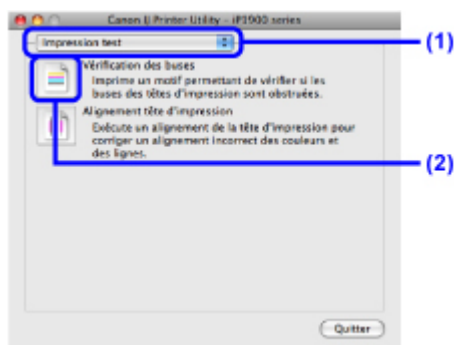 Canon IJ Printer Utility – iP1900 series
Impression test
(1)
Vérification des buses
Imprime un motif permettant de vérifier si les
buses des têtes d'impression sont obstruées.
Alignement tête d'impression
Exécute un alignement de la tête d'impression pour
corriger un alignement incorrect des couleurs et
des lignes.
(2)
Quitter